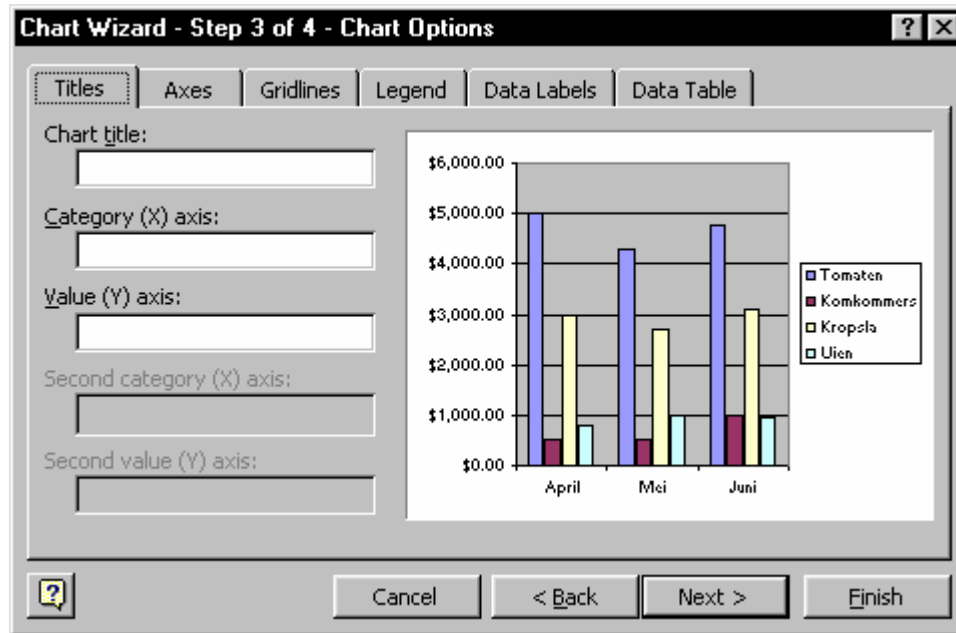 Chart Wizard - Step 3 of 4 - Chart Options
Titles Axes Gridlines Legend Data Labels Data Table
Chart title:
Category (X) axis:
Value (Y) axis:
Second category (X) axis:
Second value (Y) axis:
$6,000.00
$5,000.00
$4,000.00
$3,000.00
$2,000.00
$1,000.00
$0.00
April Mei Juni
Tomaten
Komkommers
Kropsla
Uien
Cancel < Back Next > Finish